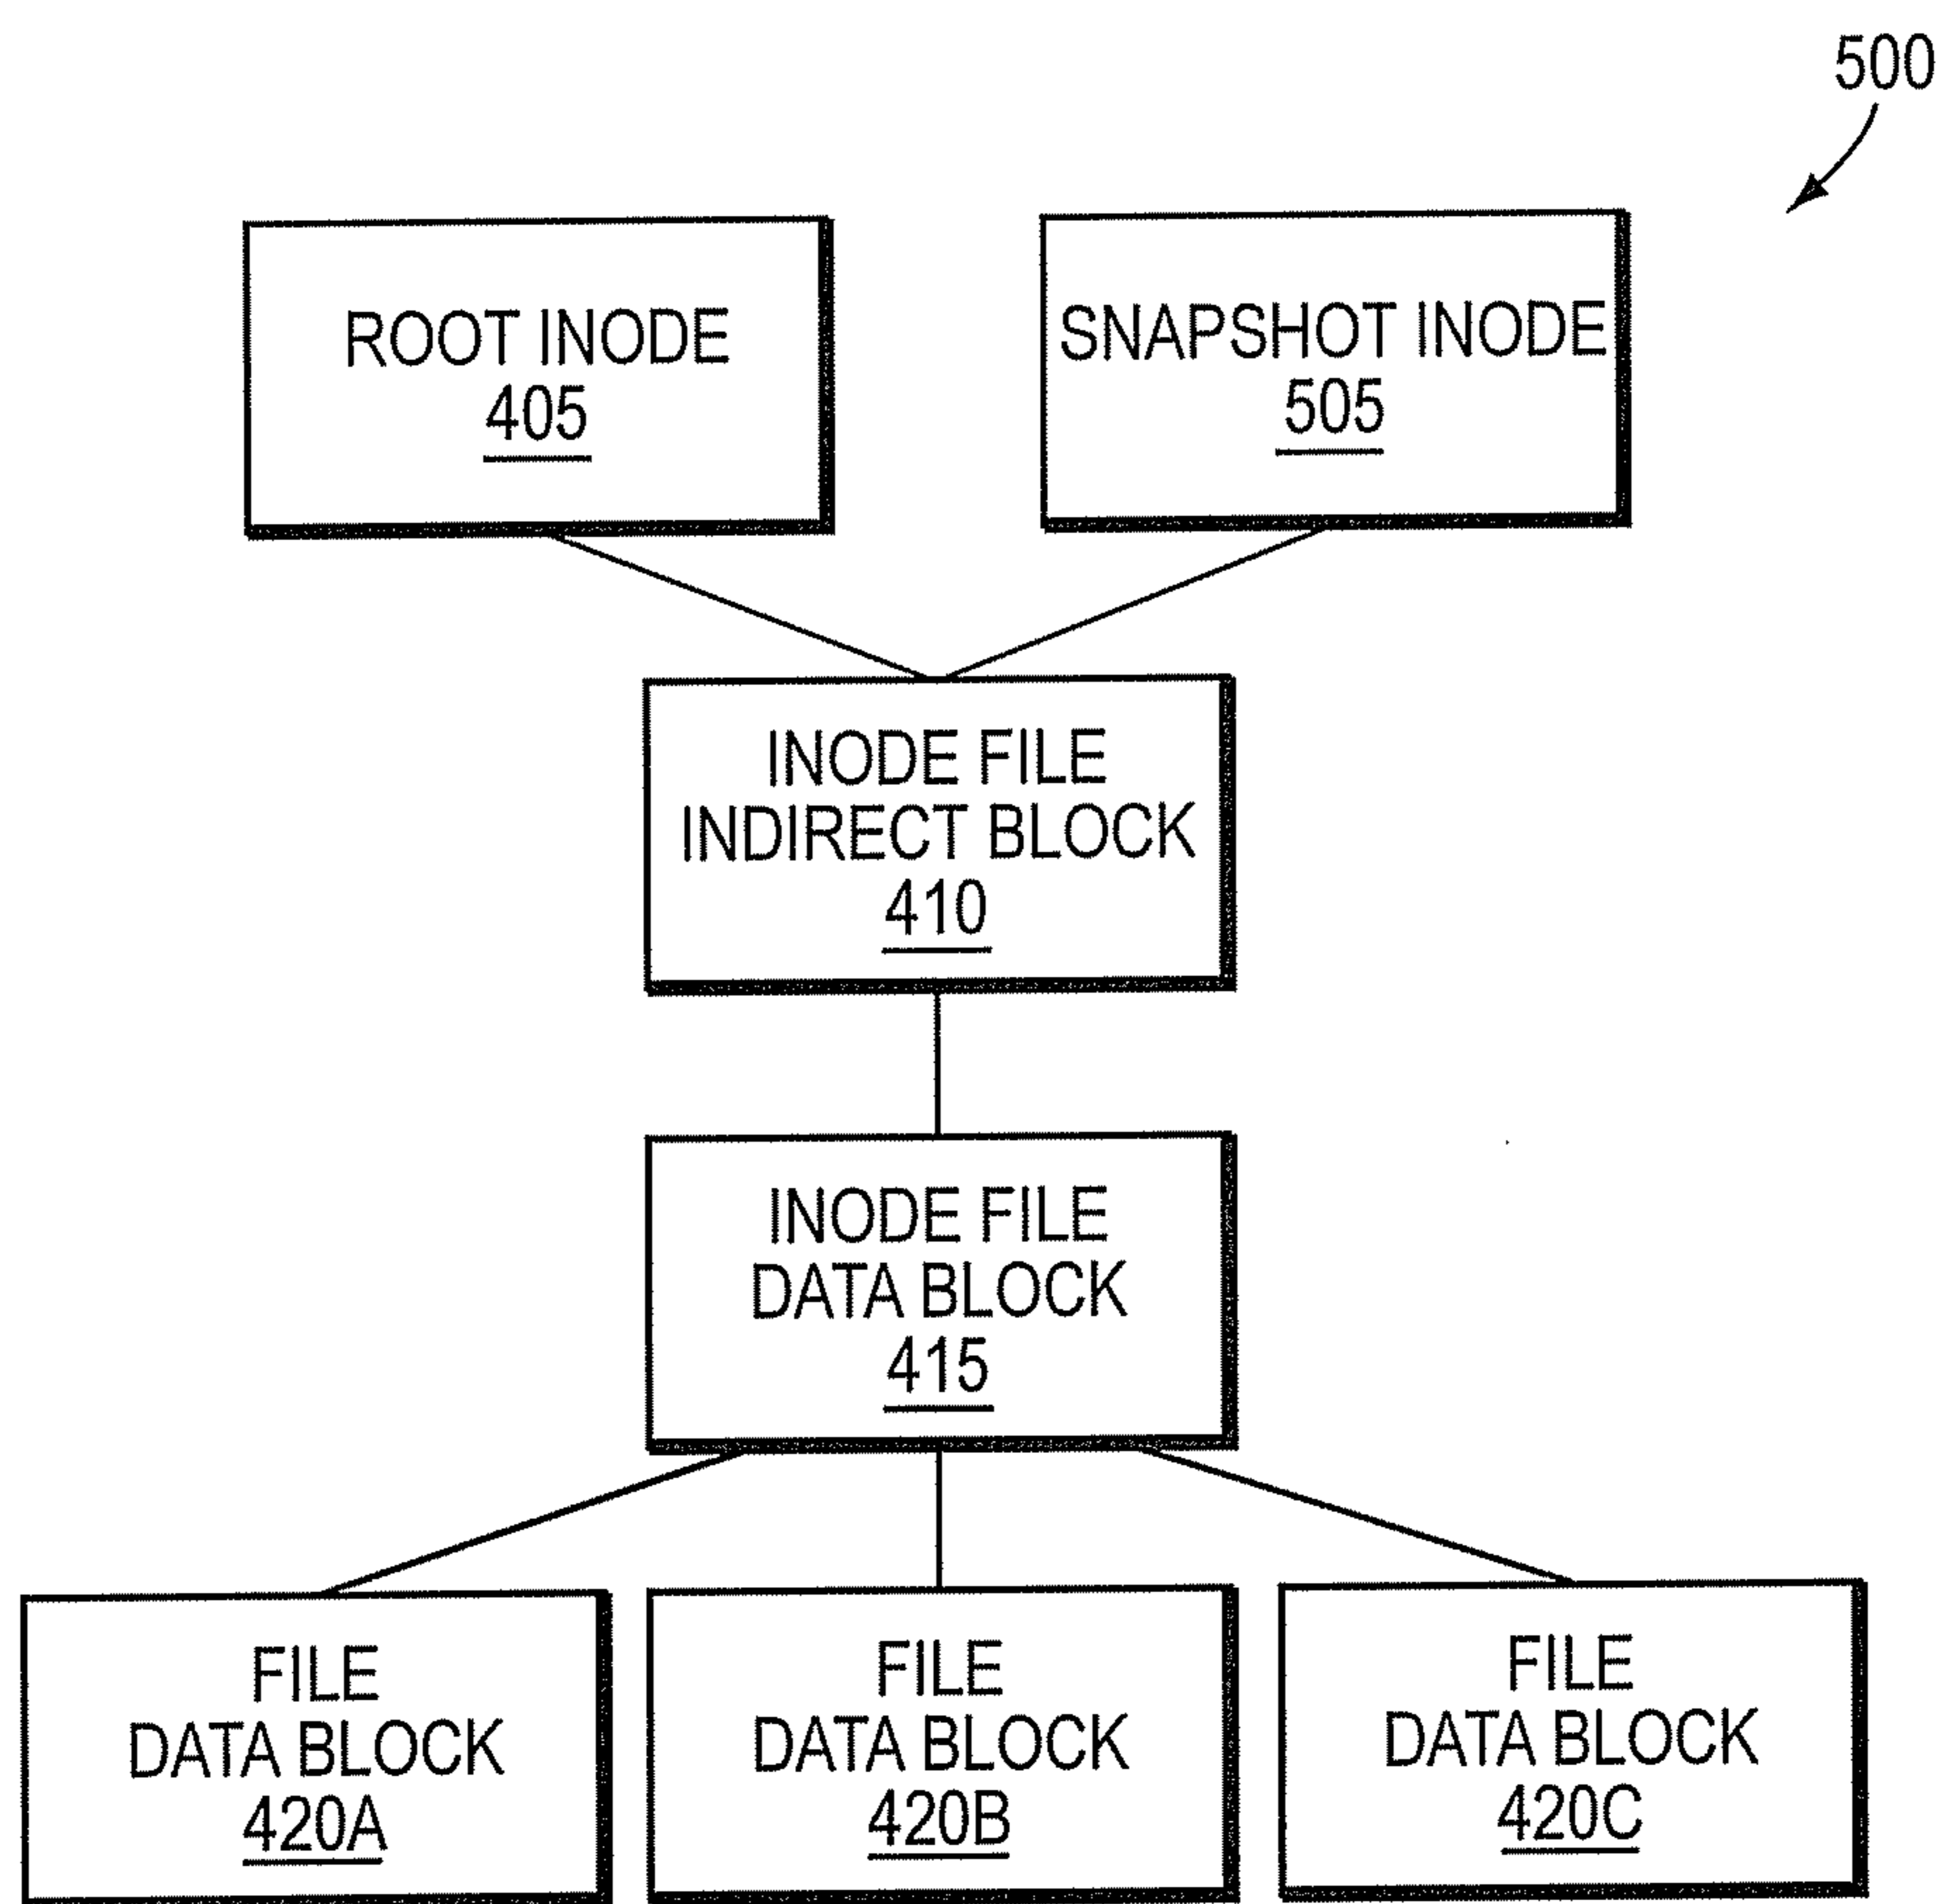 500
ROOT INODE
405
SNAPSHOT INODE
505
INODE FILE
INDIRECT BLOCK
410
INODE FILE
DATA BLOCK
415
FILE
DATA BLOCK
420A
FILE
DATA BLOCK
420B
FILE
DATA BLOCK
420C